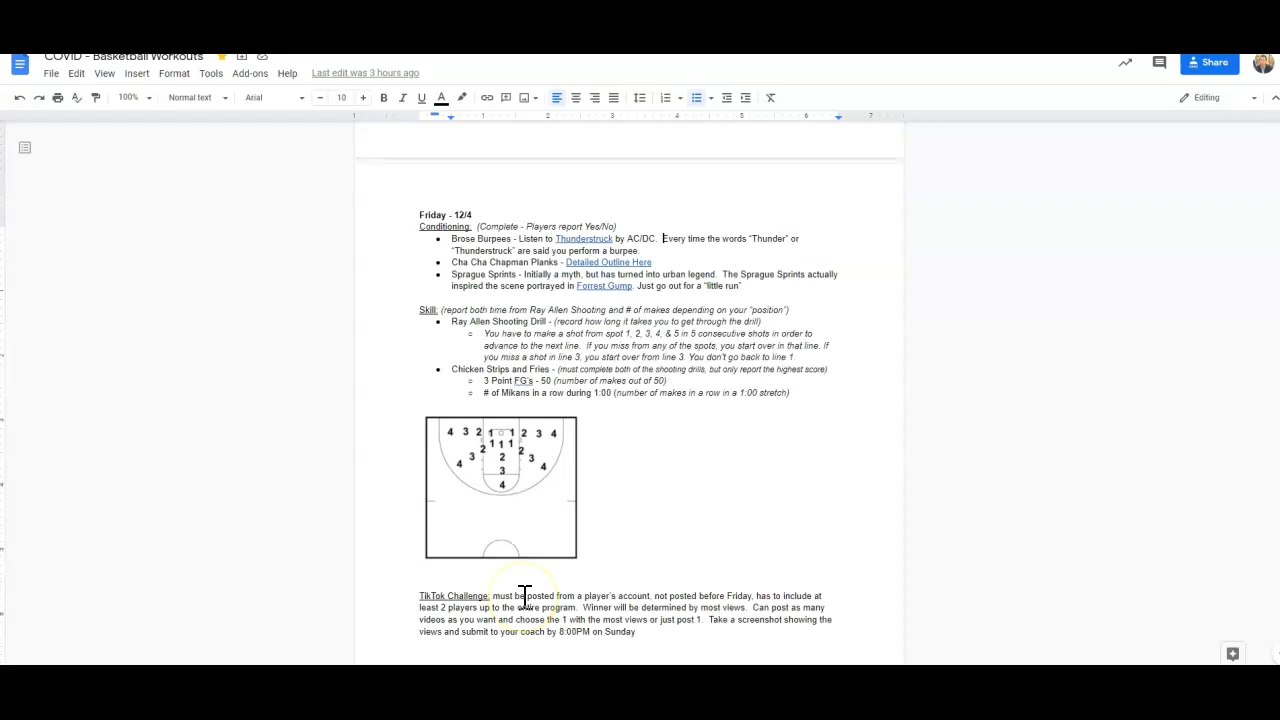 COVID - Basketball Workouts
File Edit View Insert Format Tools Add-ons Help Last edit was 3 hours ago
Share
100% Normal text Arial 10 B I U A Editing
1 1 2 3 4 5 6 7
Friday - 12/4
Conditioning: (Complete - Players report Yes/No)
● Brose Burpees - Listen to Thunderstruck by AC/DC. Every time the words “Thunder” or
“Thunderstruck” are said you perform a burpee.
● Cha Cha Chapman Planks - Detailed Outline Here
● Sprague Sprints - Initially a myth, but has turned into urban legend. The Sprague Sprints actually
inspired the scene portrayed in Forrest Gump. Just go out for a “little run”
Skill: (report both time from Ray Allen Shooting and # of makes depending on your “position”)
● Ray Allen Shooting Drill - (record how long it takes you to get through the drill)
○ You have to make a shot from spot 1, 2, 3, 4, & 5 in 5 consecutive shots in order to
advance to the next line. If you miss from any of the spots, you start over in that line. If
you miss a shot in line 3, you start over from line 3. You don't go back to line 1.
● Chicken Strips and Fries - (must complete both of the shooting drills, but only report the highest score)
○ 3 Point FG's - 50 (number of makes out of 50)
○ # of Mikans in a row during 1:00 (number of makes in a row in a 1:00 stretch)
4 3 2 1 1 2 3 4
2 1 1 1 2
4 3 2 3 4
3
4
TikTok Challenge: must be posted from a player's account, not posted before Friday, has to include at
least 2 players up to the entire program. Winner will be determined by most views. Can post as many
videos as you want and choose the 1 with the most views or just post 1. Take a screenshot showing the
views and submit to your coach by 8:00PM on Sunday